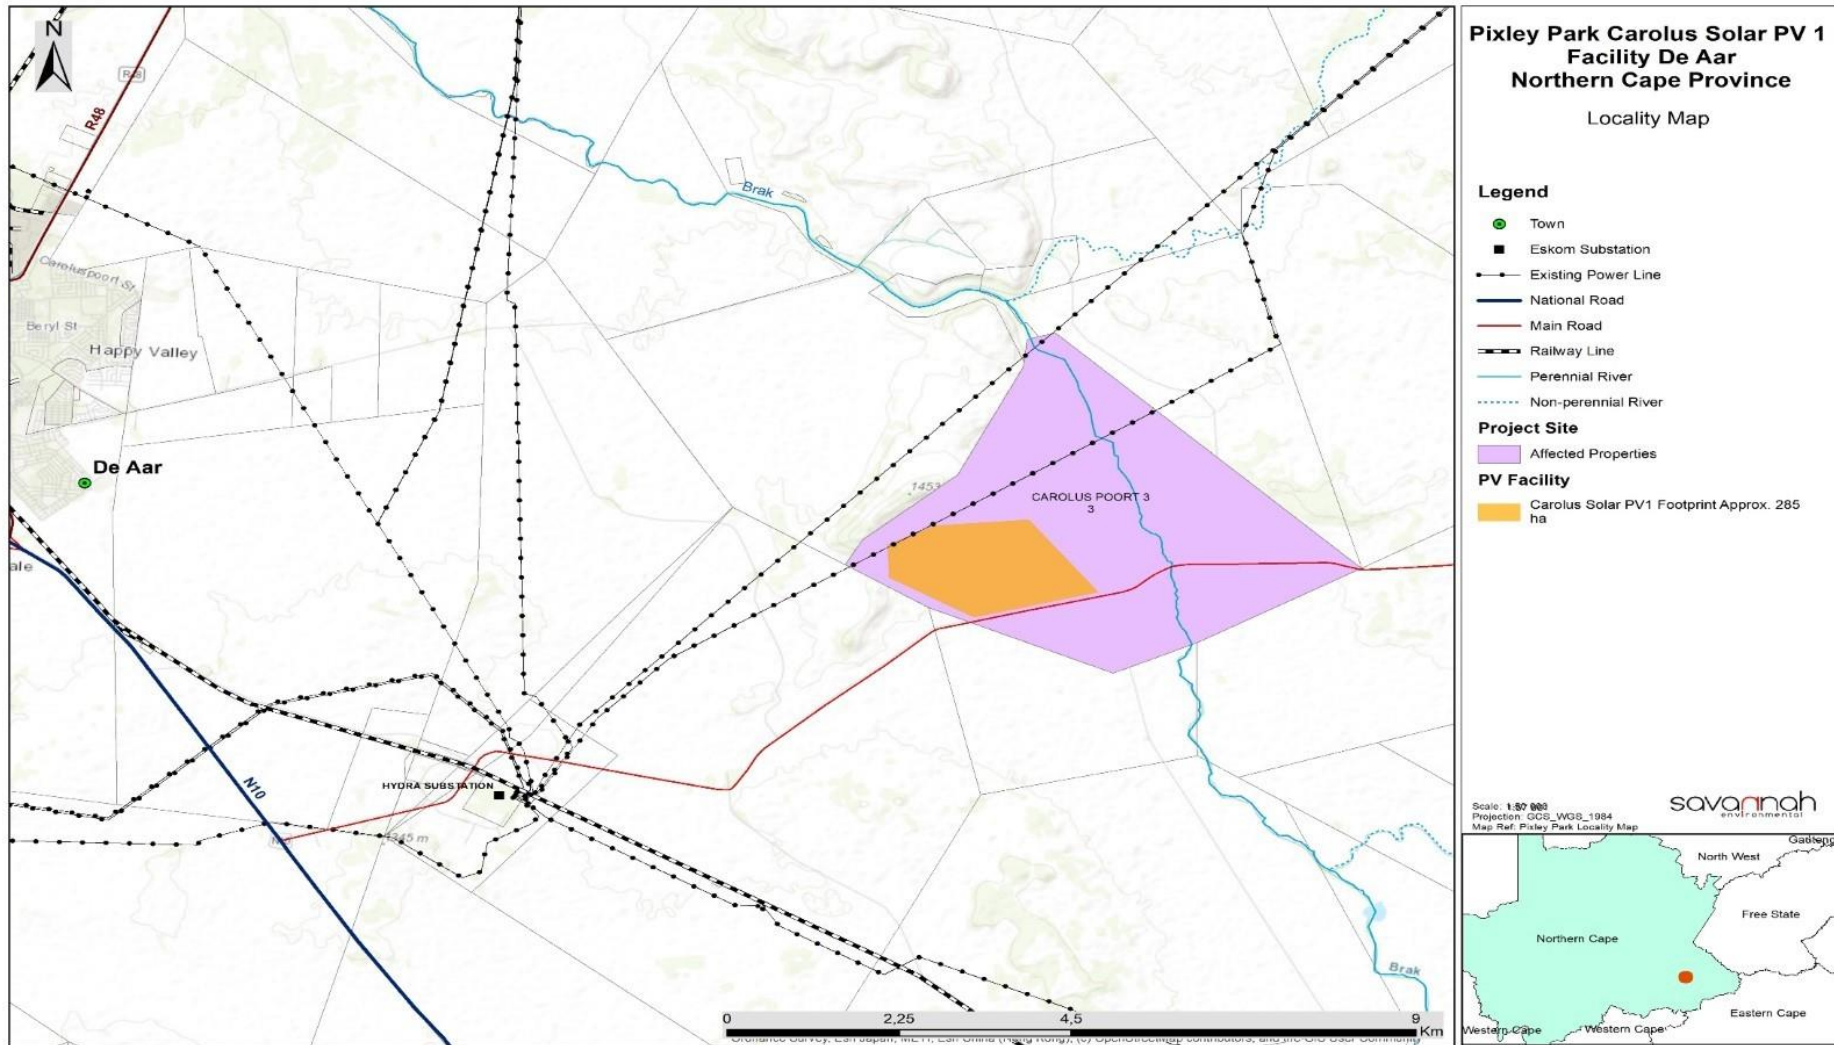 N
R48
R48
Caroluspoort St
Beryl St
Happy Valley
De Aar
ale
N10
HYDRA SUBSTATION
1345 m
Brak
1453
CAROLUS POORT 3
3
Brak
0 2,25 4,5 9
Km
Pixley Park Carolus Solar PV 1
Facility De Aar
Northern Cape Province
Locality Map
Legend
Town
Eskom Substation
Existing Power Line
National Road
Main Road
Railway Line
Perennial River
Non-perennial River
Project Site
Affected Properties
PV Facility
Carolus Solar PV1 Footprint Approx. 285
ha
Scale:
Projection: GCS_WGS_1984
Map Ref: Pixley Park Locality Map
savannah
environmental
North West
Gauteng
Free State
Northern Cape
Eastern Cape
Western Cape
Western Cape